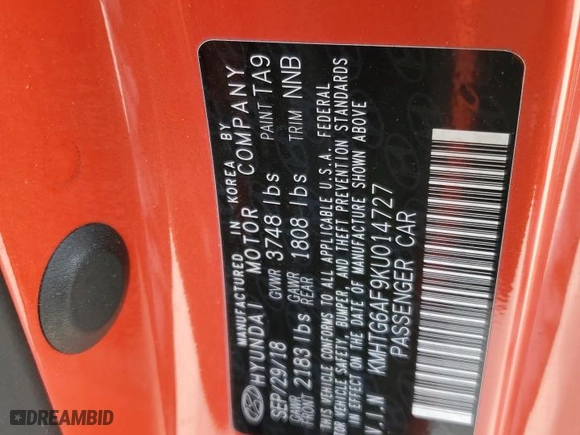 MANUFACTURED IN KOREA BY
HYUNDAI MOTOR COMPANY
SEP/29/18 GVWR 3748 lbs PAINT TA9
GAWR FRONT 2183 lbs GAWR REAR 1808 lbs TRIM NNB
THIS VEHICLE CONFORMS TO ALL APPLICABLE U.S.A. FEDERAL
MOTOR VEHICLE SAFETY, BUMPER, AND THEFT PREVENTION STANDARDS
IN EFFECT ON THE DATE OF MANUFACTURE SHOWN ABOVE
V.I.N KMHTG6AF9KU014727
PASSENGER CAR
DREAMBID